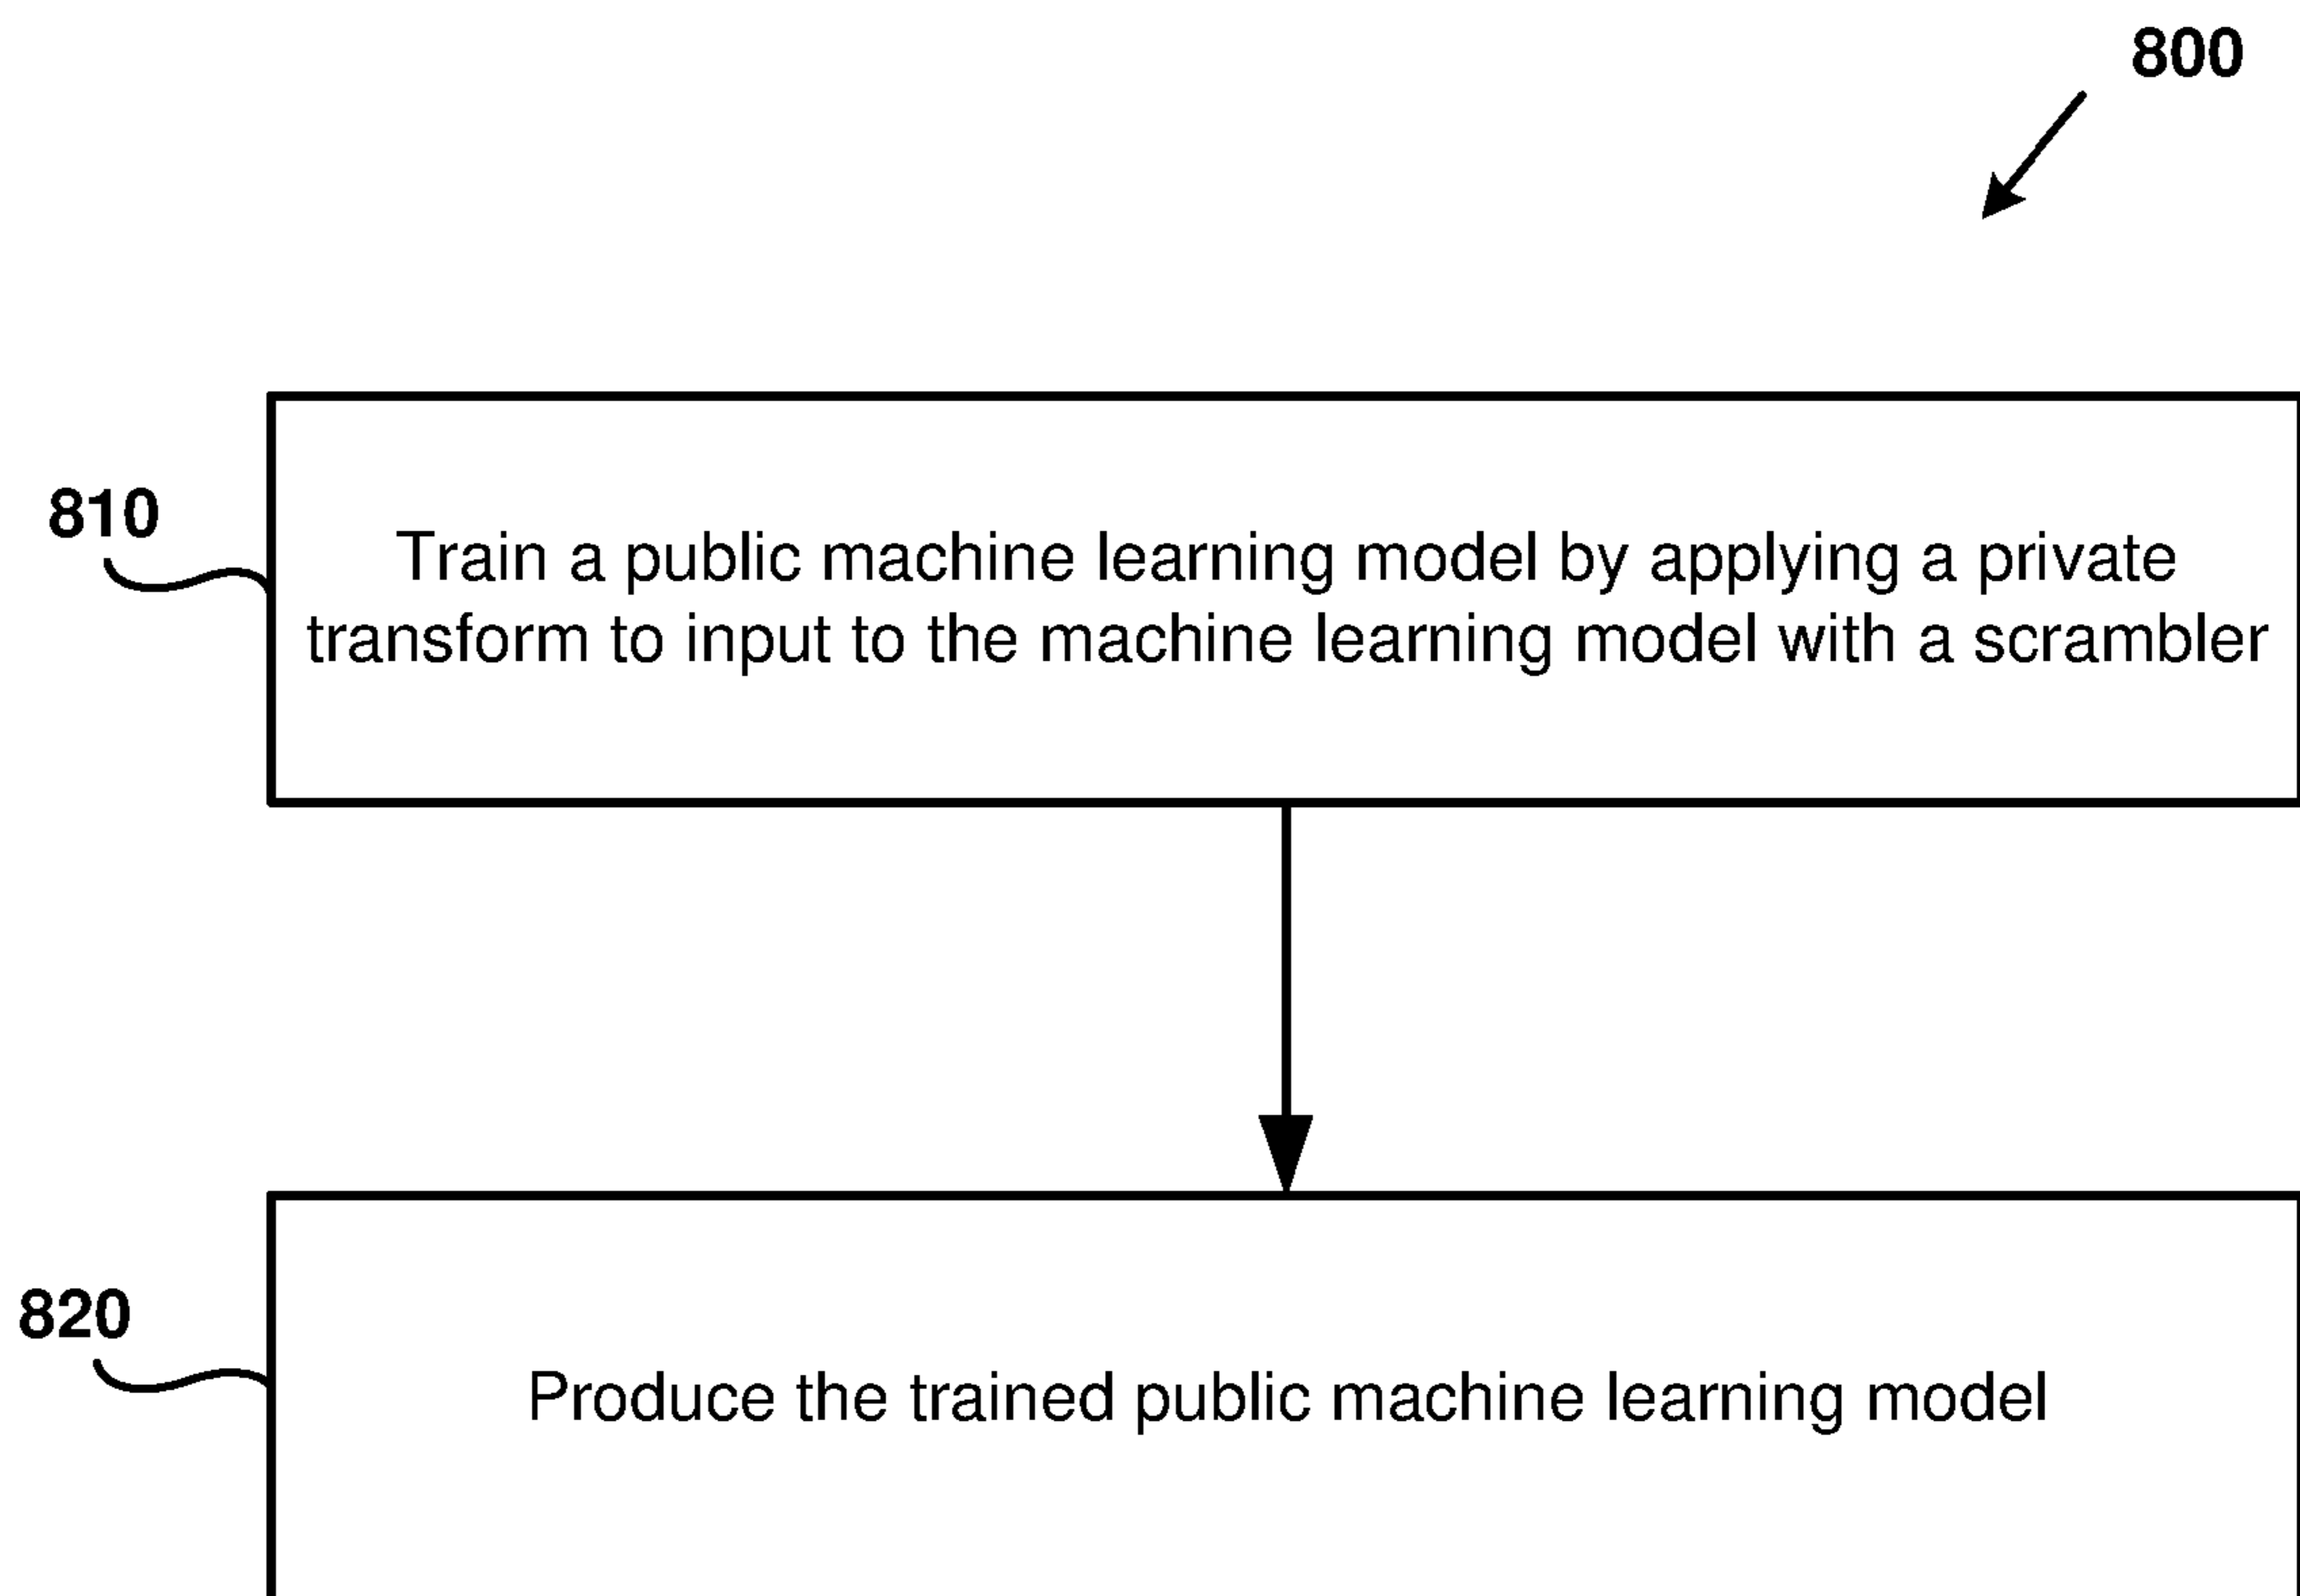 800
810
Train a public machine learning model by applying a private
transform to input to the machine learning model with a scrambler
820
Produce the trained public machine learning model